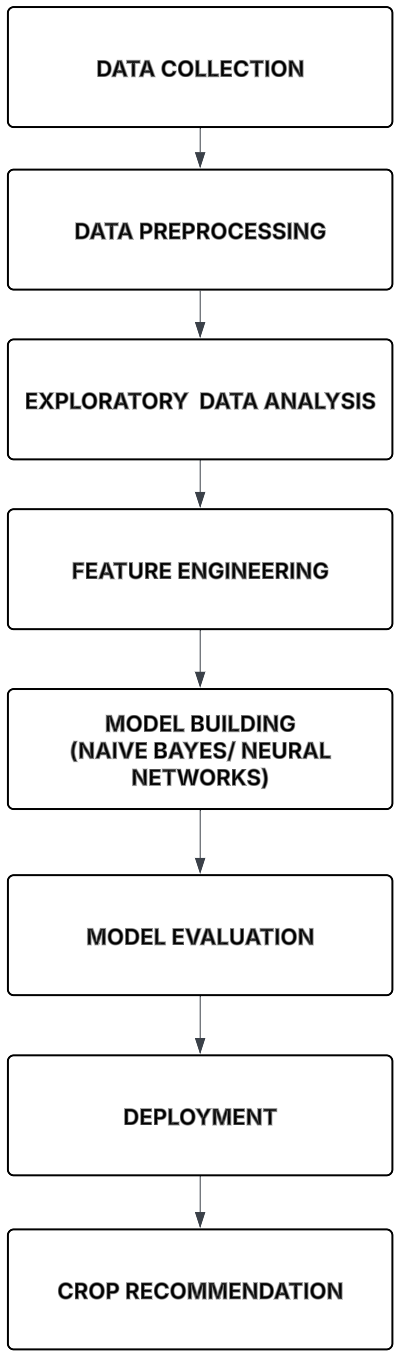 DATA COLLECTION
DATA PREPROCESSING
EXPLORATORY DATA ANALYSIS
FEATURE ENGINEERING
MODEL BUILDING
(NAIVE BAYES/ NEURAL
NETWORKS)
MODEL EVALUATION
DEPLOYMENT
CROP RECOMMENDATION